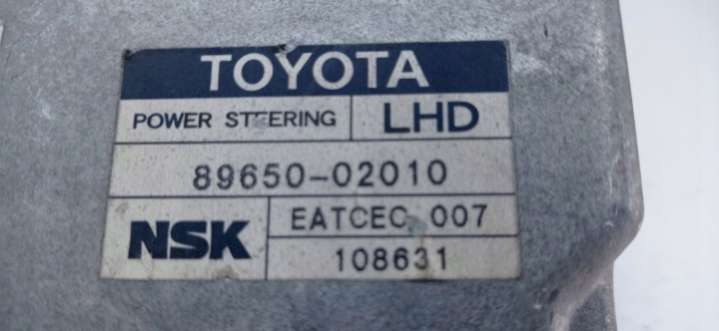 TOYOTA
POWER STEERING LHD
89650-02010
NSK EATCEC 007
108631